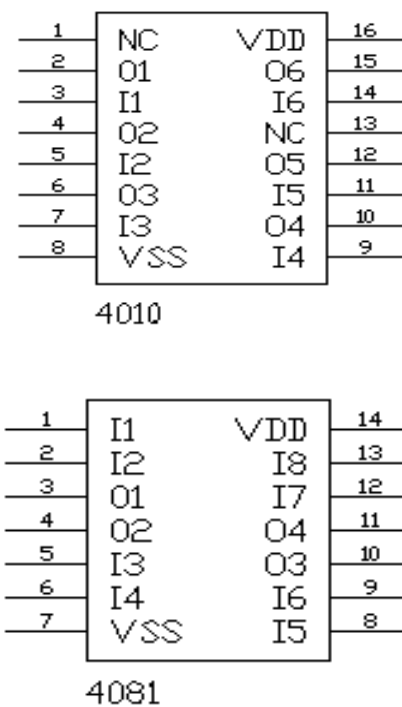 1 NC VDD 16
2 O1 O6 15
3 I1 I6 14
4 O2 NC 13
5 I2 O5 12
6 O3 I5 11
7 I3 O4 10
8 VSS I4 9
4010
1 I1 VDD 14
2 I2 I8 13
3 O1 I7 12
4 O2 O4 11
5 I3 O3 10
6 I4 I6 9
7 VSS I5 8
4081